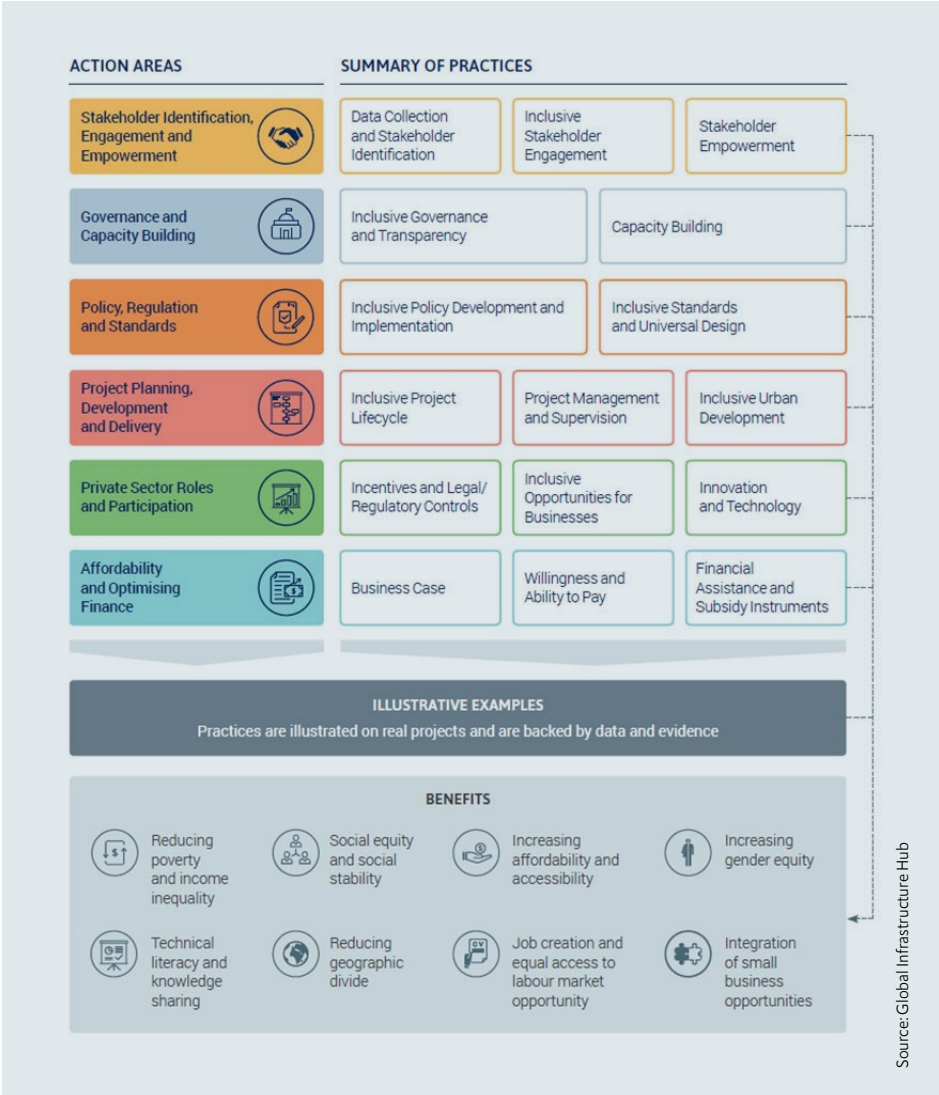 ACTION AREAS
SUMMARY OF PRACTICES
Stakeholder Identification,
Engagement and
Empowerment
Data Collection
and Stakeholder
Identification
Inclusive
Stakeholder
Engagement
Stakeholder
Empowerment
Governance and
Capacity Building
Inclusive Governance
and Transparency
Capacity Building
Policy, Regulation
and Standards
Inclusive Policy Development and
Implementation
Inclusive Standards
and Universal Design
Project Planning,
Development
and Delivery
Inclusive Project
Lifecycle
Project Management
and Supervision
Inclusive Urban
Development
Private Sector Roles
and Participation
Incentives and Legal/
Regulatory Controls
Inclusive
Opportunities for
Businesses
Innovation
and Technology
Affordability
and Optimising
Finance
Business Case
Willingness and
Ability to Pay
Financial
Assistance and
Subsidy Instruments
ILLUSTRATIVE EXAMPLES
Practices are illustrated on real projects and are backed by data and evidence
BENEFITS
$
Reducing
poverty
and income
inequality
Social equity
and social
stability
$
Increasing
affordability and
accessibility
Increasing
gender equity
Technical
literacy and
knowledge
sharing
Reducing
geographic
divide
CV
Job creation and
equal access to
labour market
opportunity
Integration
of small
business
opportunities
Source: Global Infrastructure Hub